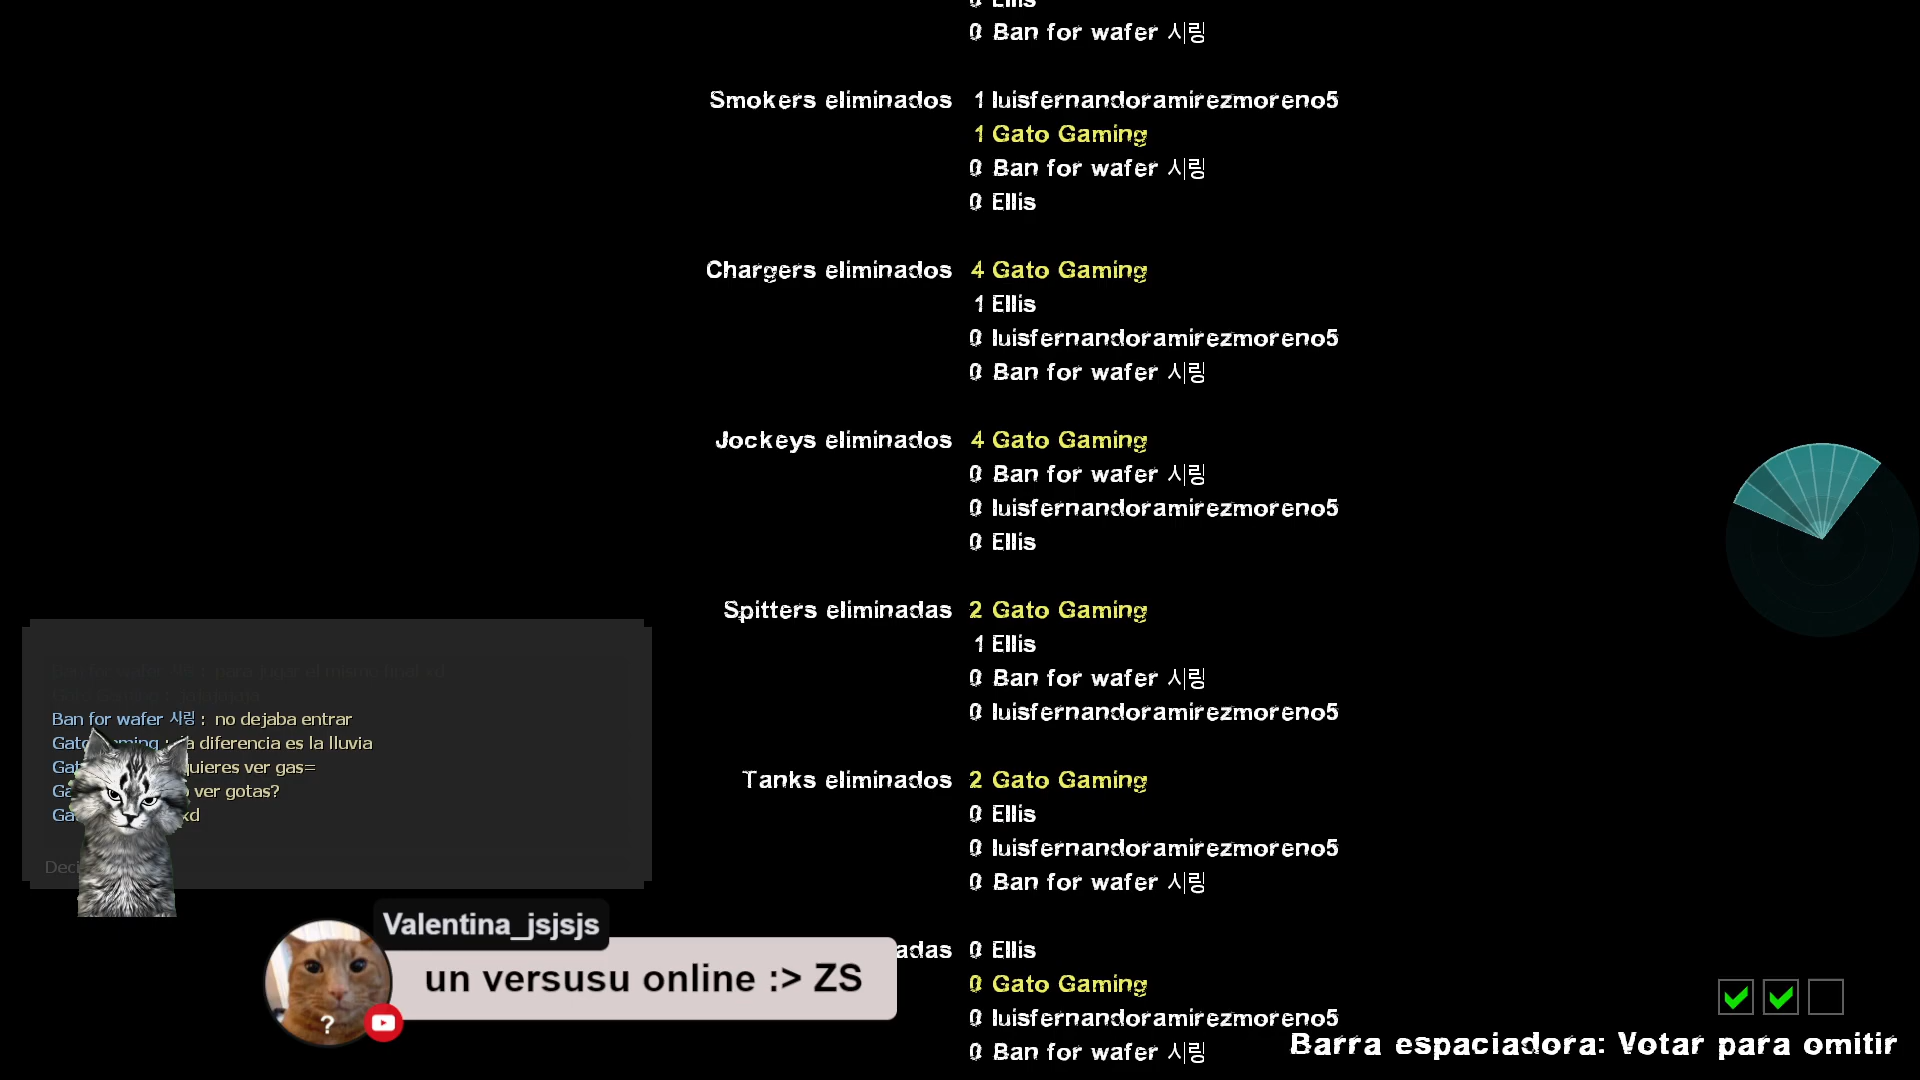 0 Ellis
0 Ban for wafer 시링
Smokers eliminados 1 luisfernandoramirezmoreno5
1 Gato Gaming
0 Ban for wafer 시링
0 Ellis
Chargers eliminados 4 Gato Gaming
1 Ellis
0 luisfernandoramirezmoreno5
0 Ban for wafer 시링
Jockeys eliminados 4 Gato Gaming
0 Ban for wafer 시링
0 luisfernandoramirezmoreno5
0 Ellis
Spitters eliminadas 2 Gato Gaming
1 Ellis
0 Ban for wafer 시링
0 luisfernandoramirezmoreno5
Tanks eliminados 2 Gato Gaming
0 Ellis
0 luisfernandoramirezmoreno5
0 Ban for wafer 시링
adas 0 Ellis
0 Gato Gaming
0 luisfernandoramirezmoreno5
0 Ban for wafer 시링
Ban for wafer 시링 : no dejaba entrar
diferencia es la lluvia
ver gas=
ver gotas?
xd
Valentina_jsjsjs
un versusu online :> ZS
?
Barra espaciadora: Votar para omitir